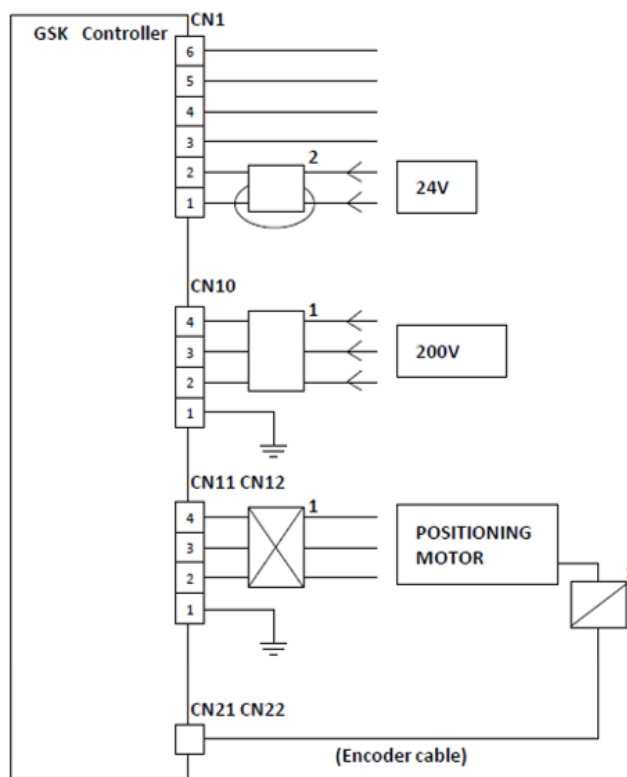 CN1
GSK Controller
6
5
4
3
2
2
1
24V
CN10
4
1
3
200V
2
1
CN11 CN12
4
1
3
POSITIONING
MOTOR
2
1
CN21 CN22
(Encoder cable)